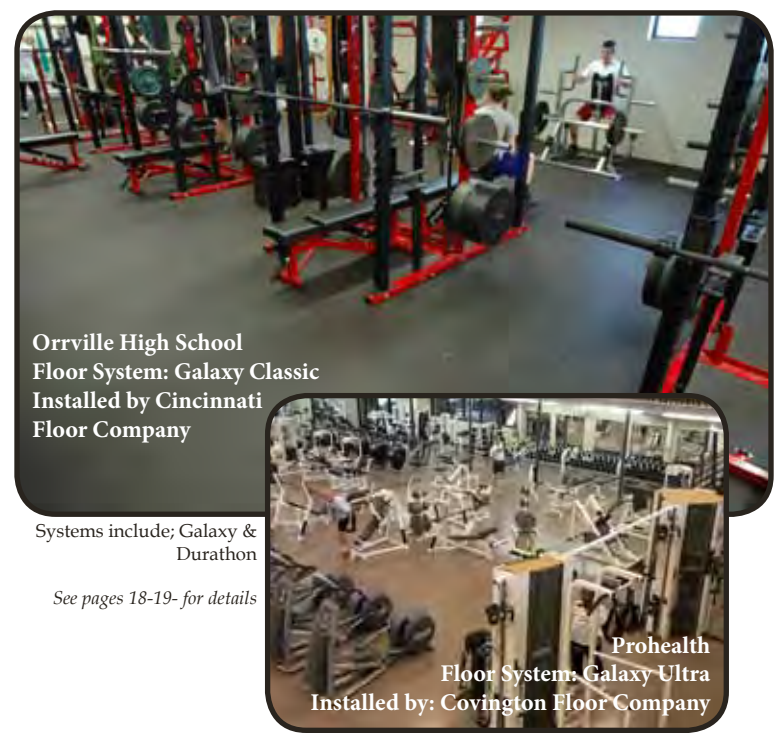 Orrville High School
Floor System: Galaxy Classic
Installed by Cincinnati
Floor Company
Systems include; Galaxy &
Durathon
See pages 18-19- for details
Prohealth
Floor System: Galaxy Ultra
Installed by: Covington Floor Company